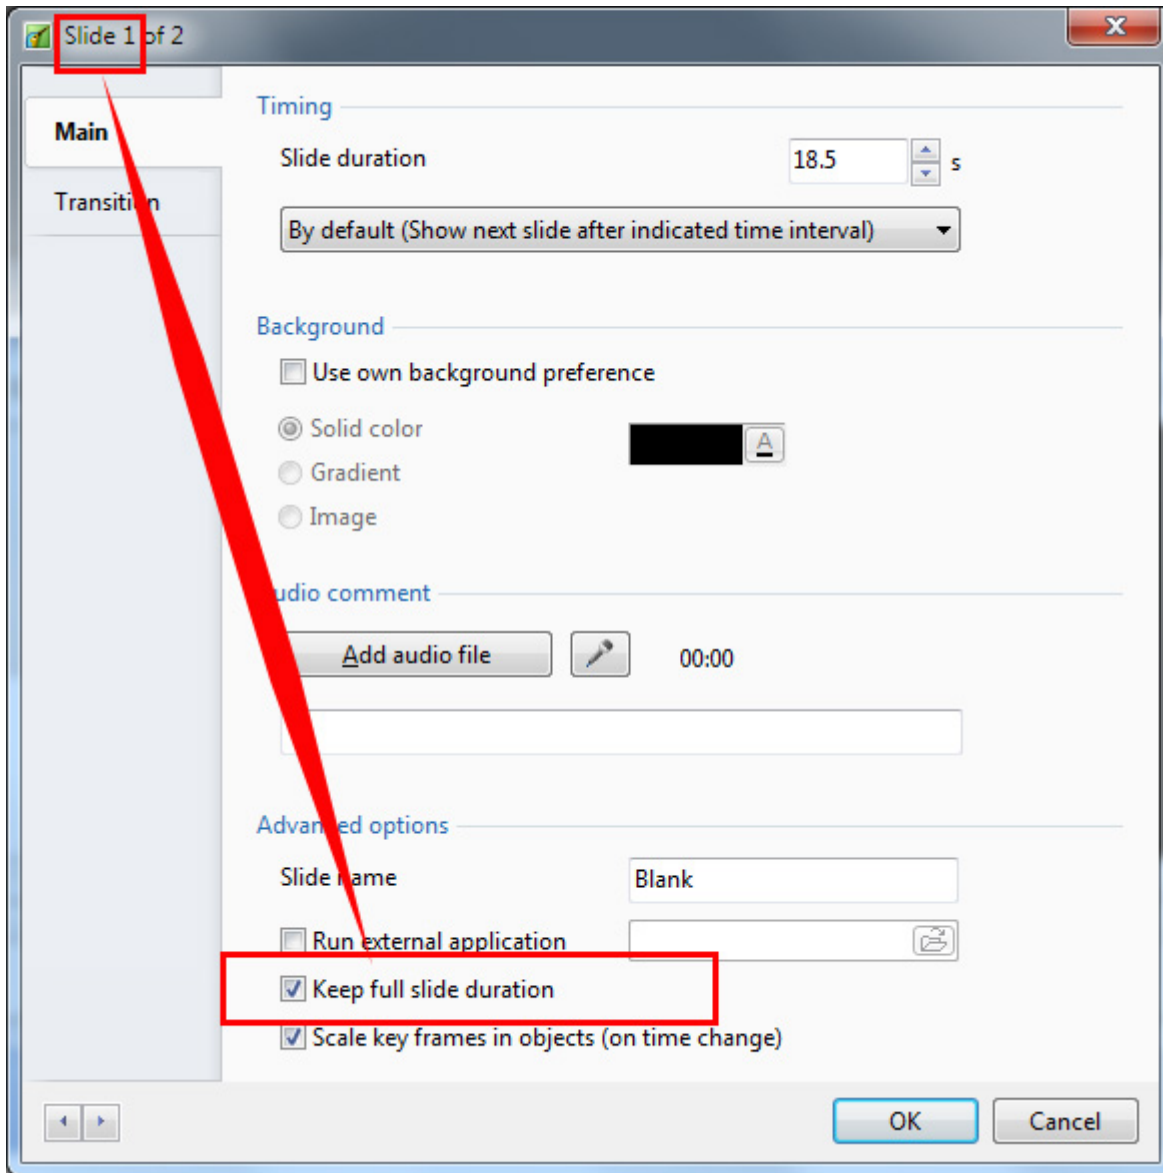 Slide 1 of 2
Main
Transition
Timing
Slide duration
18.5
s
By default (Show next slide after indicated time interval)
Background
Use own background preference
Solid color
A
Gradient
Image
udio comment
Add audio file
00:00
Advanced options
Slide name
Blank
Run external application
Keep full slide duration
Scale key frames in objects (on time change)
OK
Cancel